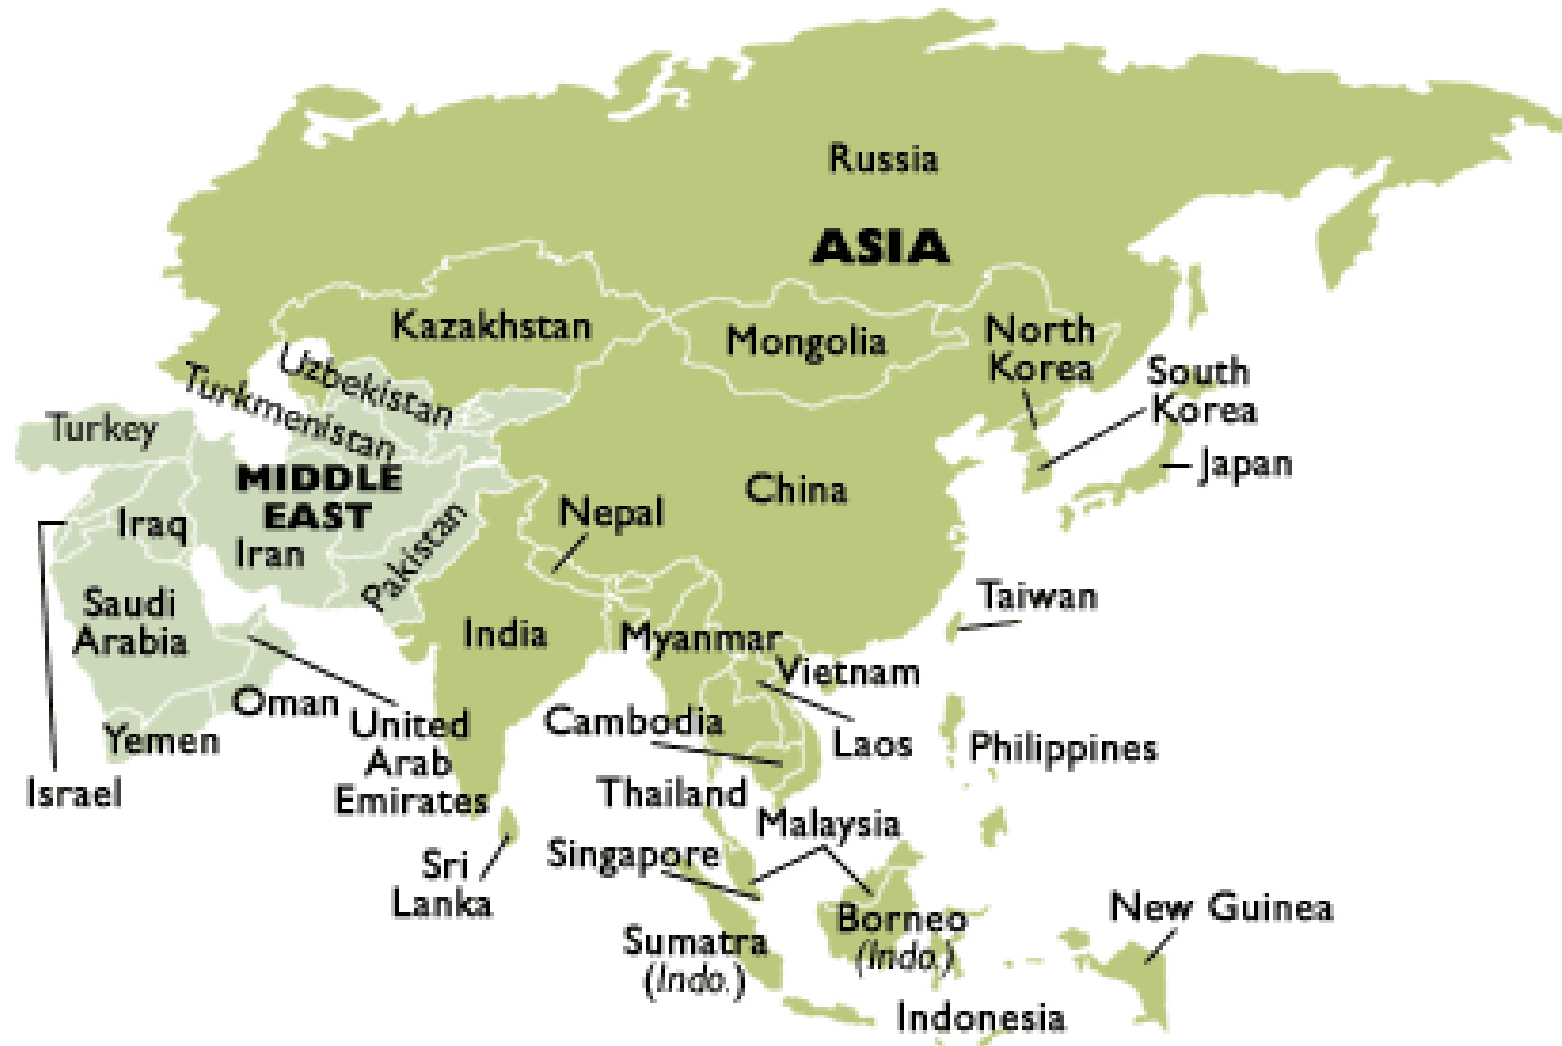 Russia
ASIA
Kazakhstan
Mongolia
North
Korea
South
Korea
Japan
Uzbekistan
Turkmenistan
Turkey
MIDDLE
EAST
China
Nepal
Iraq
Iran
Pakistan
Saudi
Arabia
India
Myanmar
Taiwan
Vietnam
Oman
United
Arab
Emirates
Yemen
Israel
Cambodia
Laos
Philippines
Thailand
Malaysia
Singapore
Sri
Lanka
Sumatra
(Indo.)
Borneo
(Indo.)
New Guinea
Indonesia